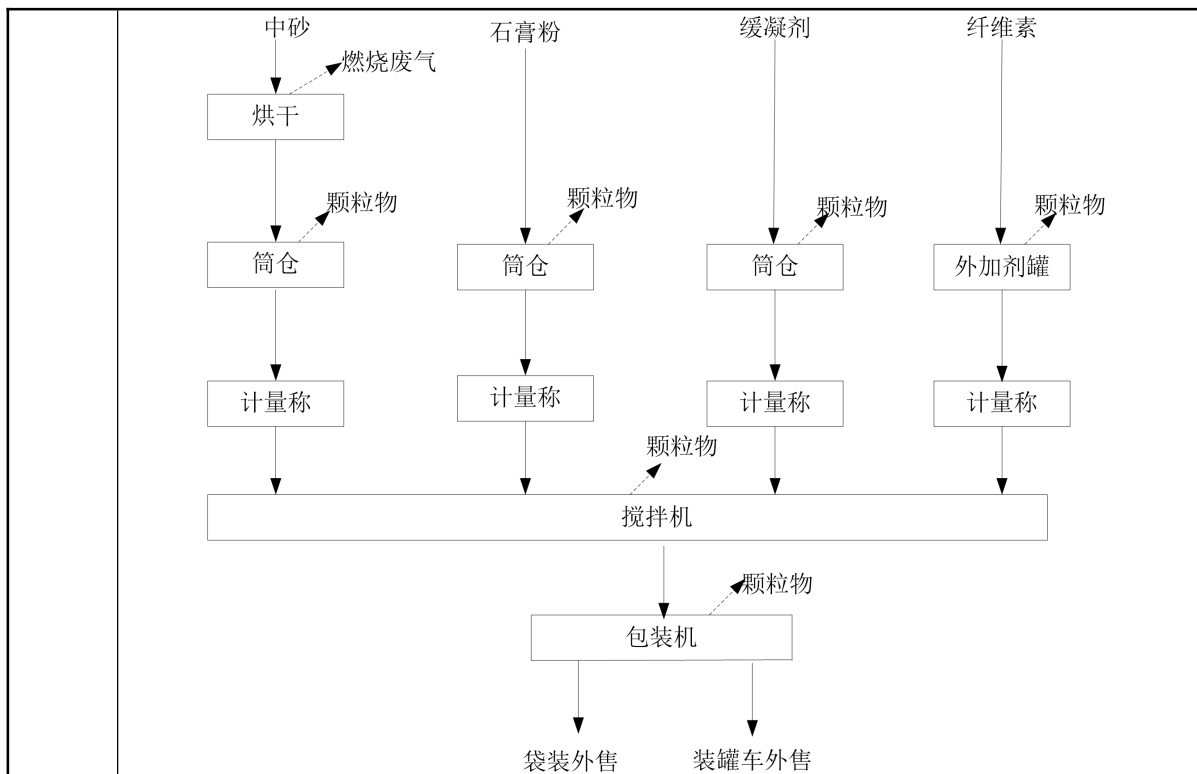 中砂
石膏粉
缓凝剂
纤维素
燃烧废气
烘干
颗粒物
颗粒物
颗粒物
颗粒物
筒仓
筒仓
筒仓
外加剂罐
计量称
计量称
计量称
计量称
颗粒物
搅拌机
颗粒物
包装机
袋装外售
装罐车外售